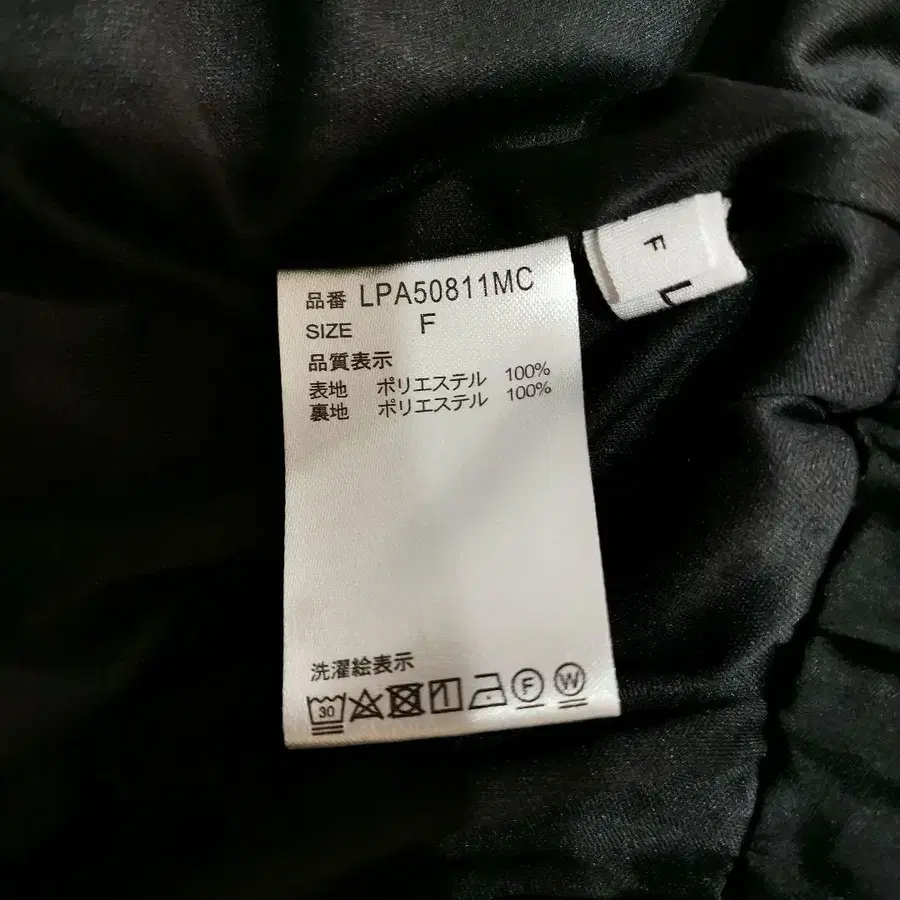 品番 LPA50811MC
SIZE F
品質表示
表地 ポリエステル 100%
裏地 ポリエステル 100%
洗濯絵表示
30 F W
F
L